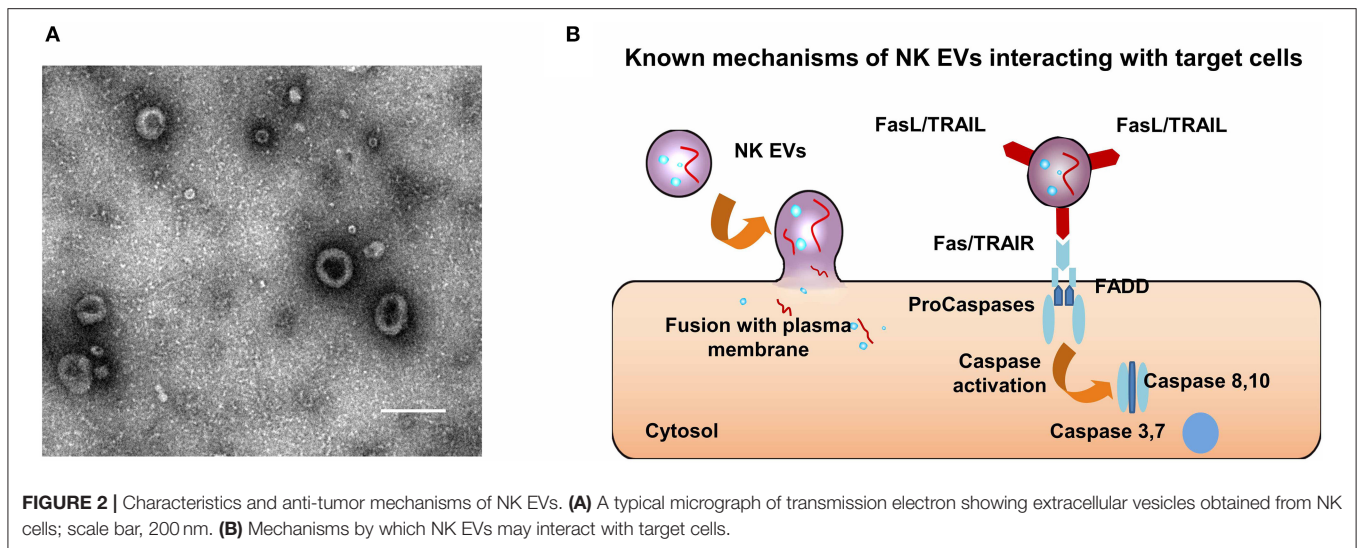 A
B
Known mechanisms of NK EVs interacting with target cells
FasL/TRAIL
FasL/TRAIL
NK EVs
Fas/TRAIR
FADD
ProCaspases
Fusion with plasma
membrane
Caspase
activation
Caspase 8,10
Caspase 3,7
Cytosol
FIGURE 2 | Characteristics and anti-tumor mechanisms of NK EVs. (A) A typical micrograph of transmission electron showing extracellular vesicles obtained from NK
cells; scale bar, 200 nm. (B) Mechanisms by which NK EVs may interact with target cells.